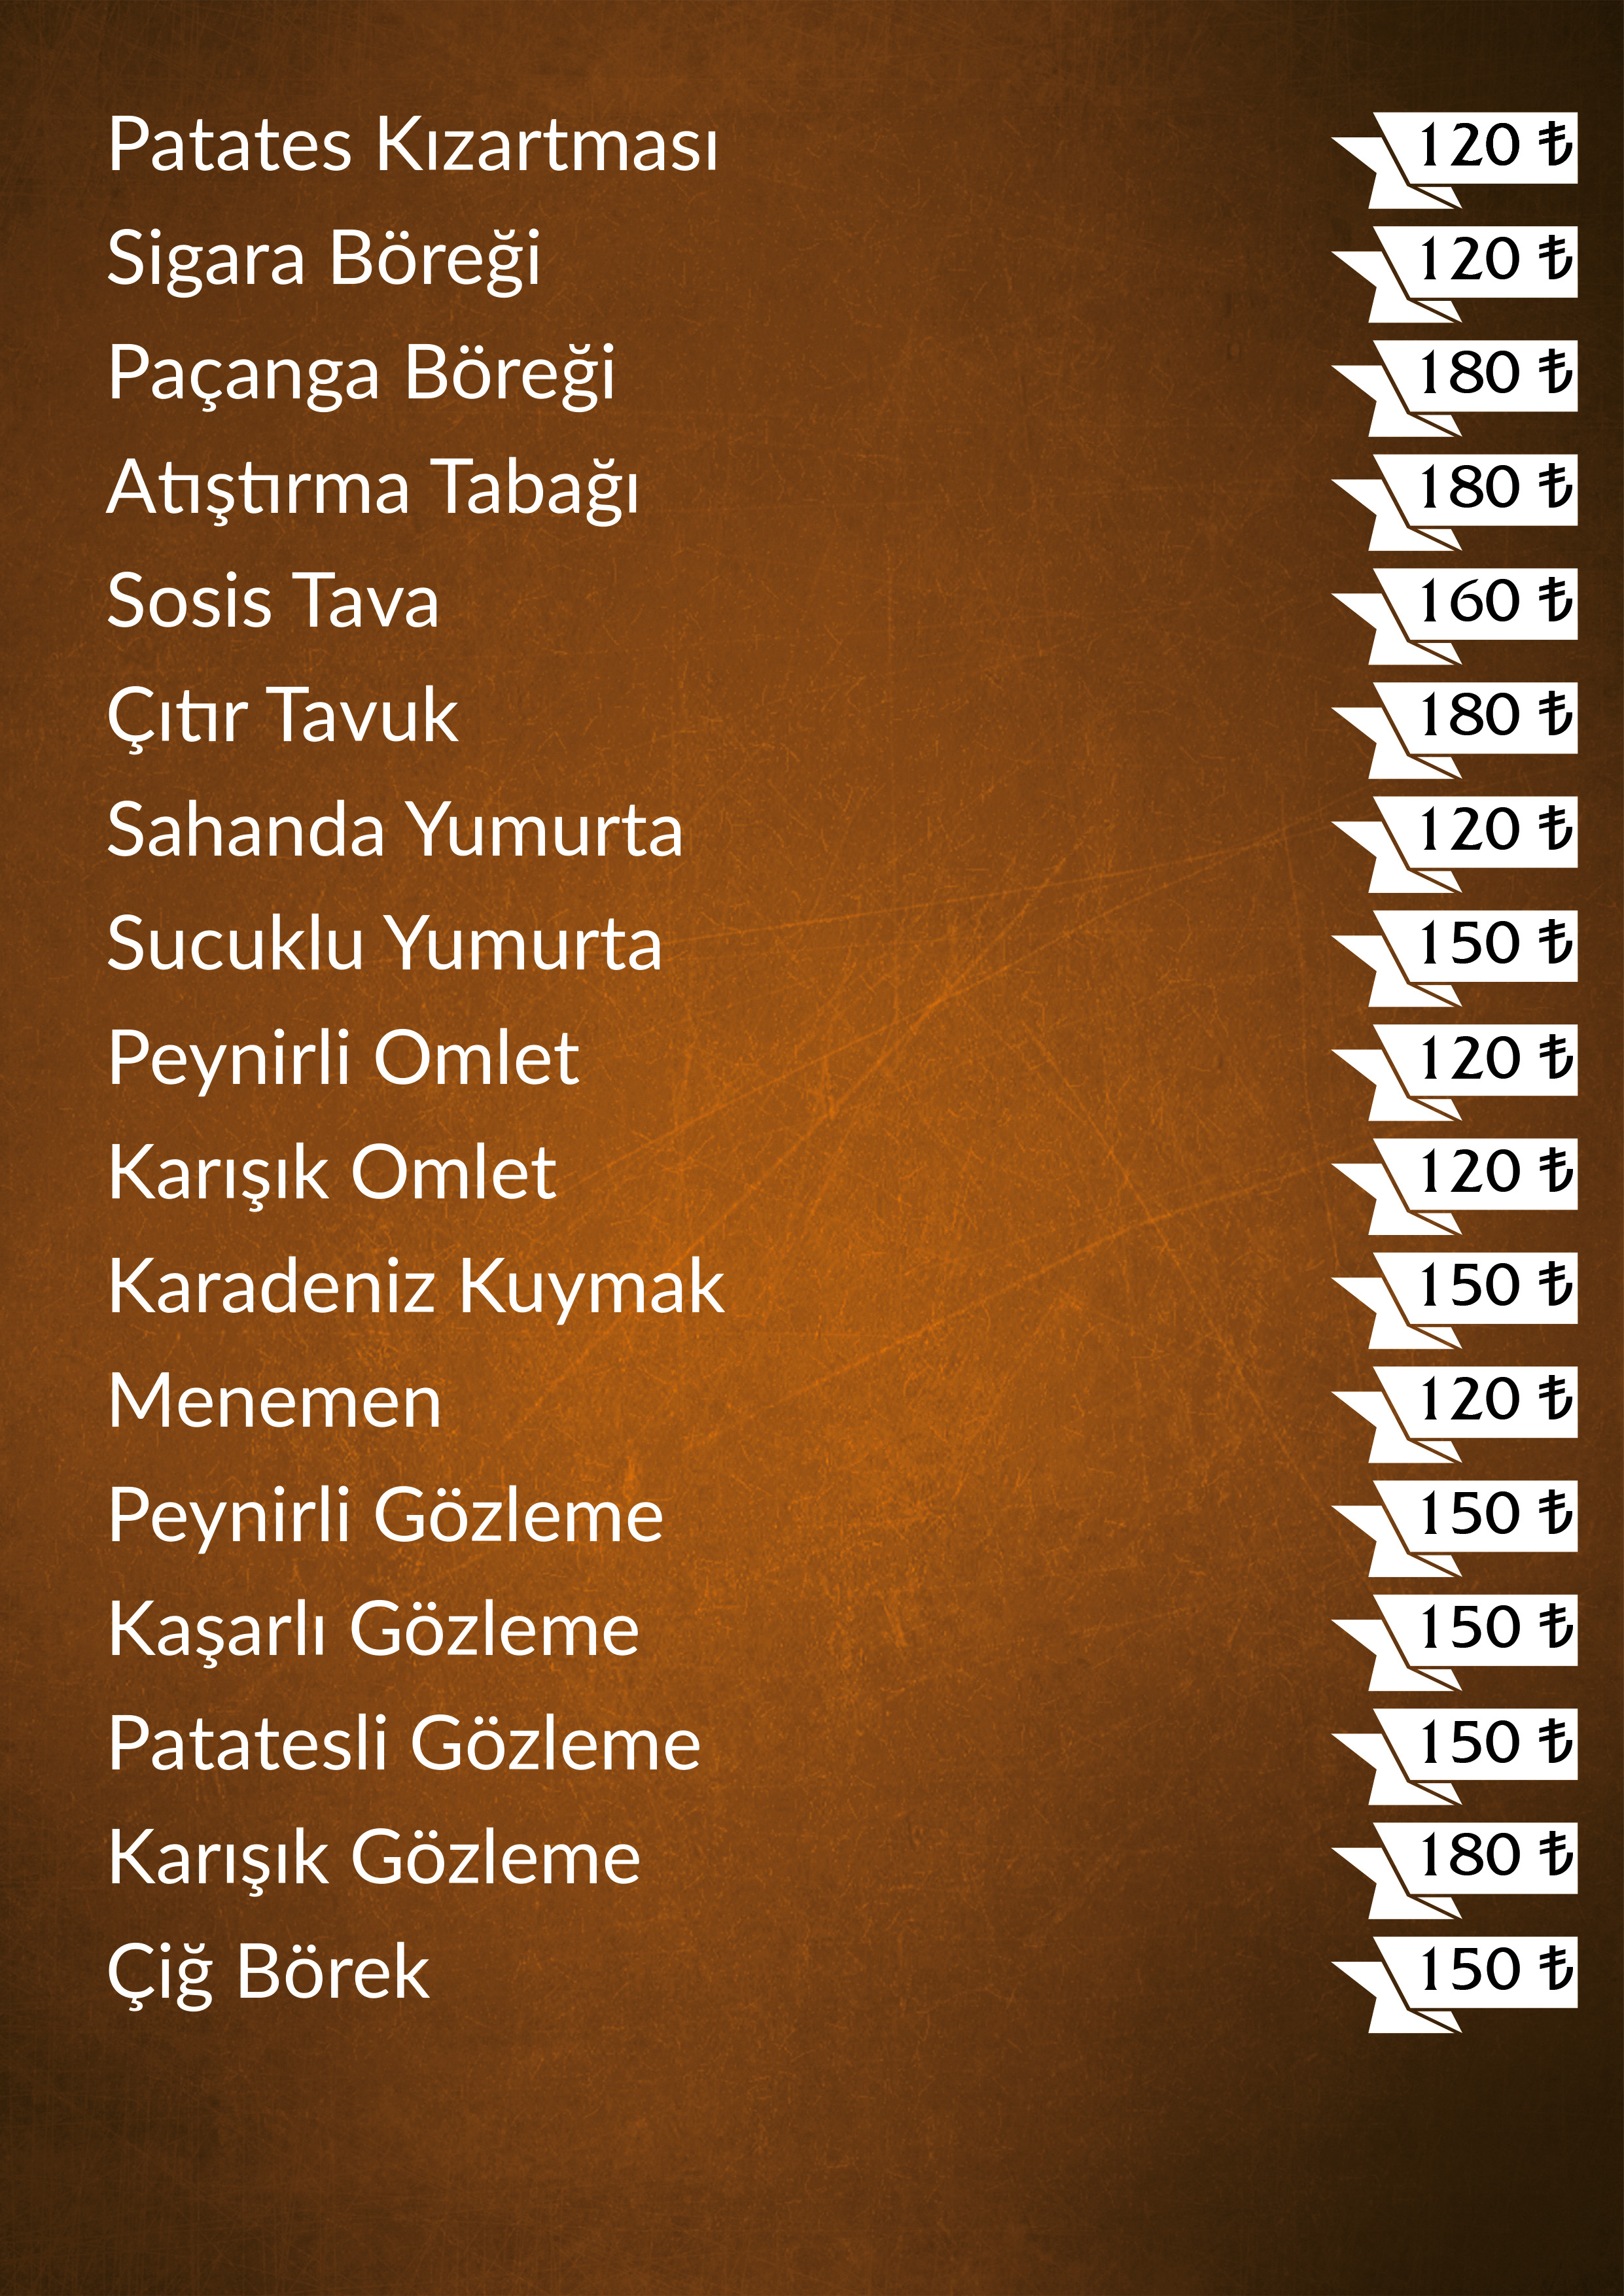 Patates Kızartması 120 ₺
Sigara Böreği 120 ₺
Paçanga Böreği 180 ₺
Atıştırma Tabağı 180 ₺
Sosis Tava 160 ₺
Çıtır Tavuk 180 ₺
Sahanda Yumurta 120 ₺
Sucuklu Yumurta 150 ₺
Peynirli Omlet 120 ₺
Karışık Omlet 120 ₺
Karadeniz Kuymak 150 ₺
Menemen 120 ₺
Peynirli Gözleme 150 ₺
Kaşarlı Gözleme 150 ₺
Patatesli Gözleme 150 ₺
Karışık Gözleme 180 ₺
Çiğ Börek 150 ₺